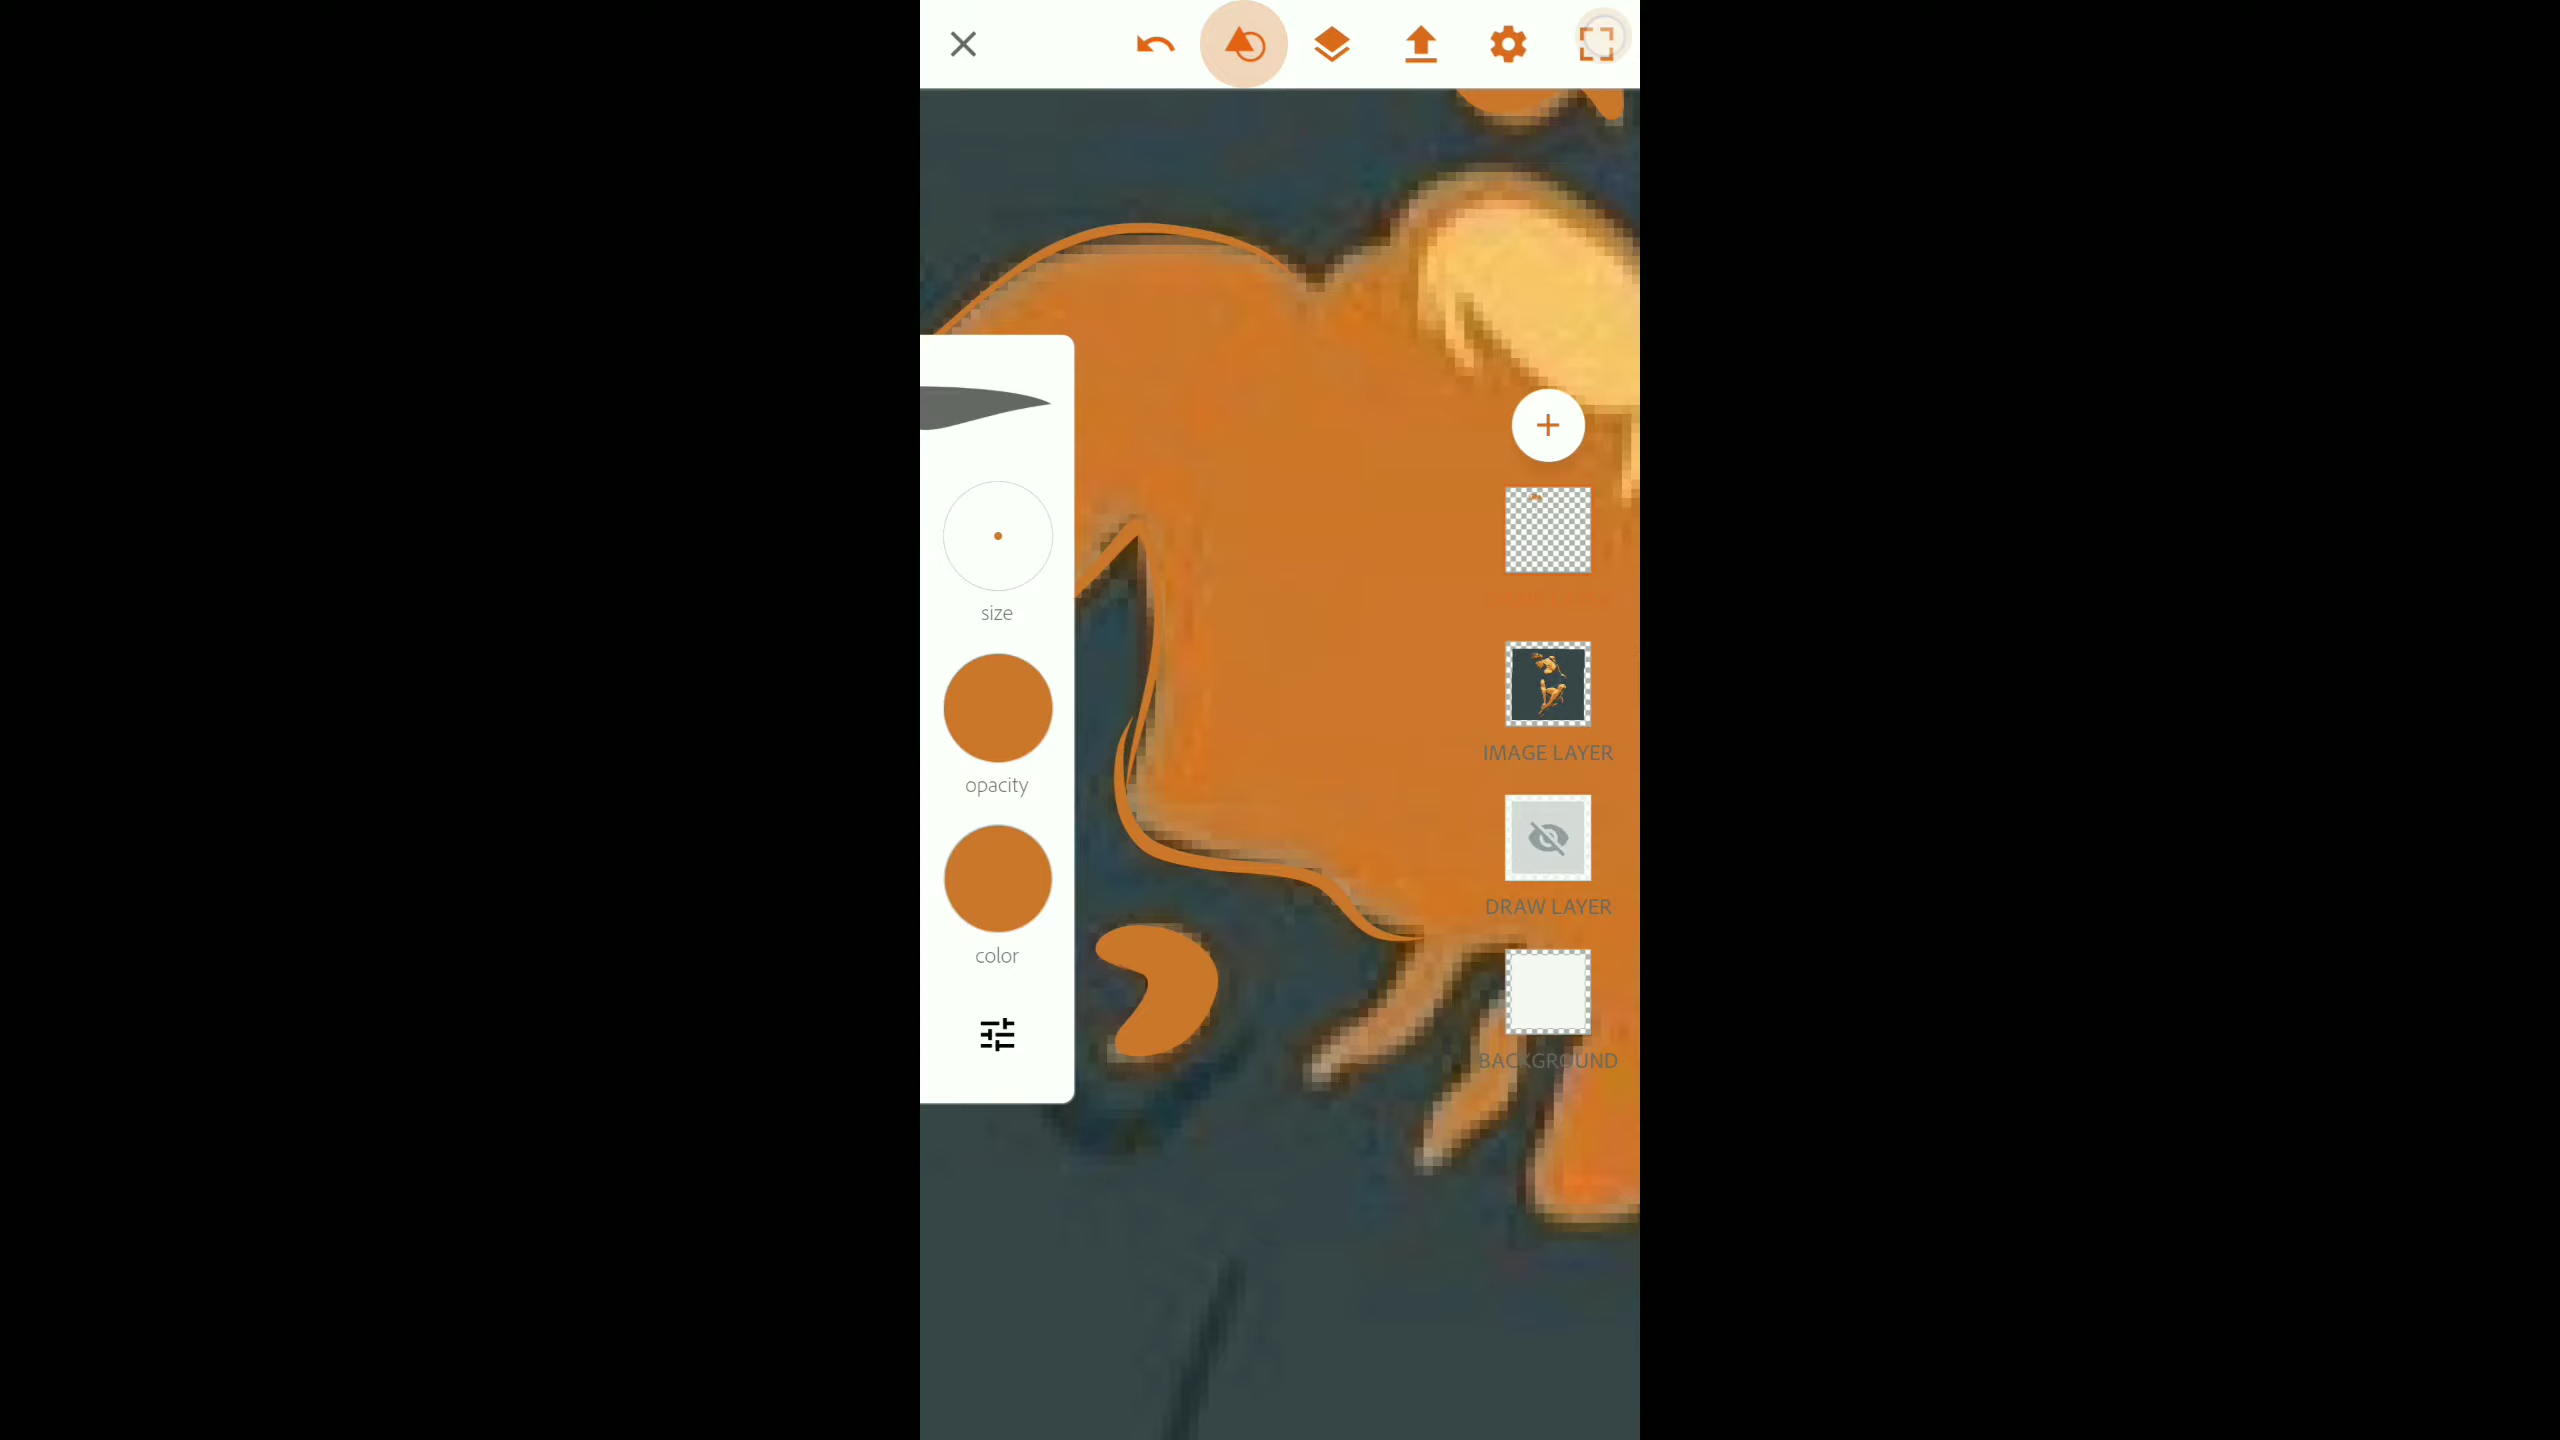 size
opacity
color
IMAGE LAYER
DRAW LAYER
BACKGROUND